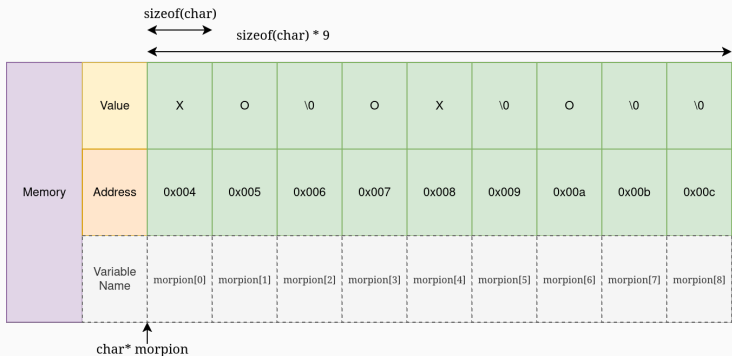 sizeof(char)
sizeof(char) * 9
Memory
Value
X
O
\0
O
X
\0
O
\0
\0
Address
0x004
0x005
0x006
0x007
0x008
0x009
0x00a
0x00b
0x00c
Variable
Name
morpion[0]
morpion[1]
morpion[2]
morpion[3]
morpion[4]
morpion[5]
morpion[6]
morpion[7]
morpion[8]
char* morpion